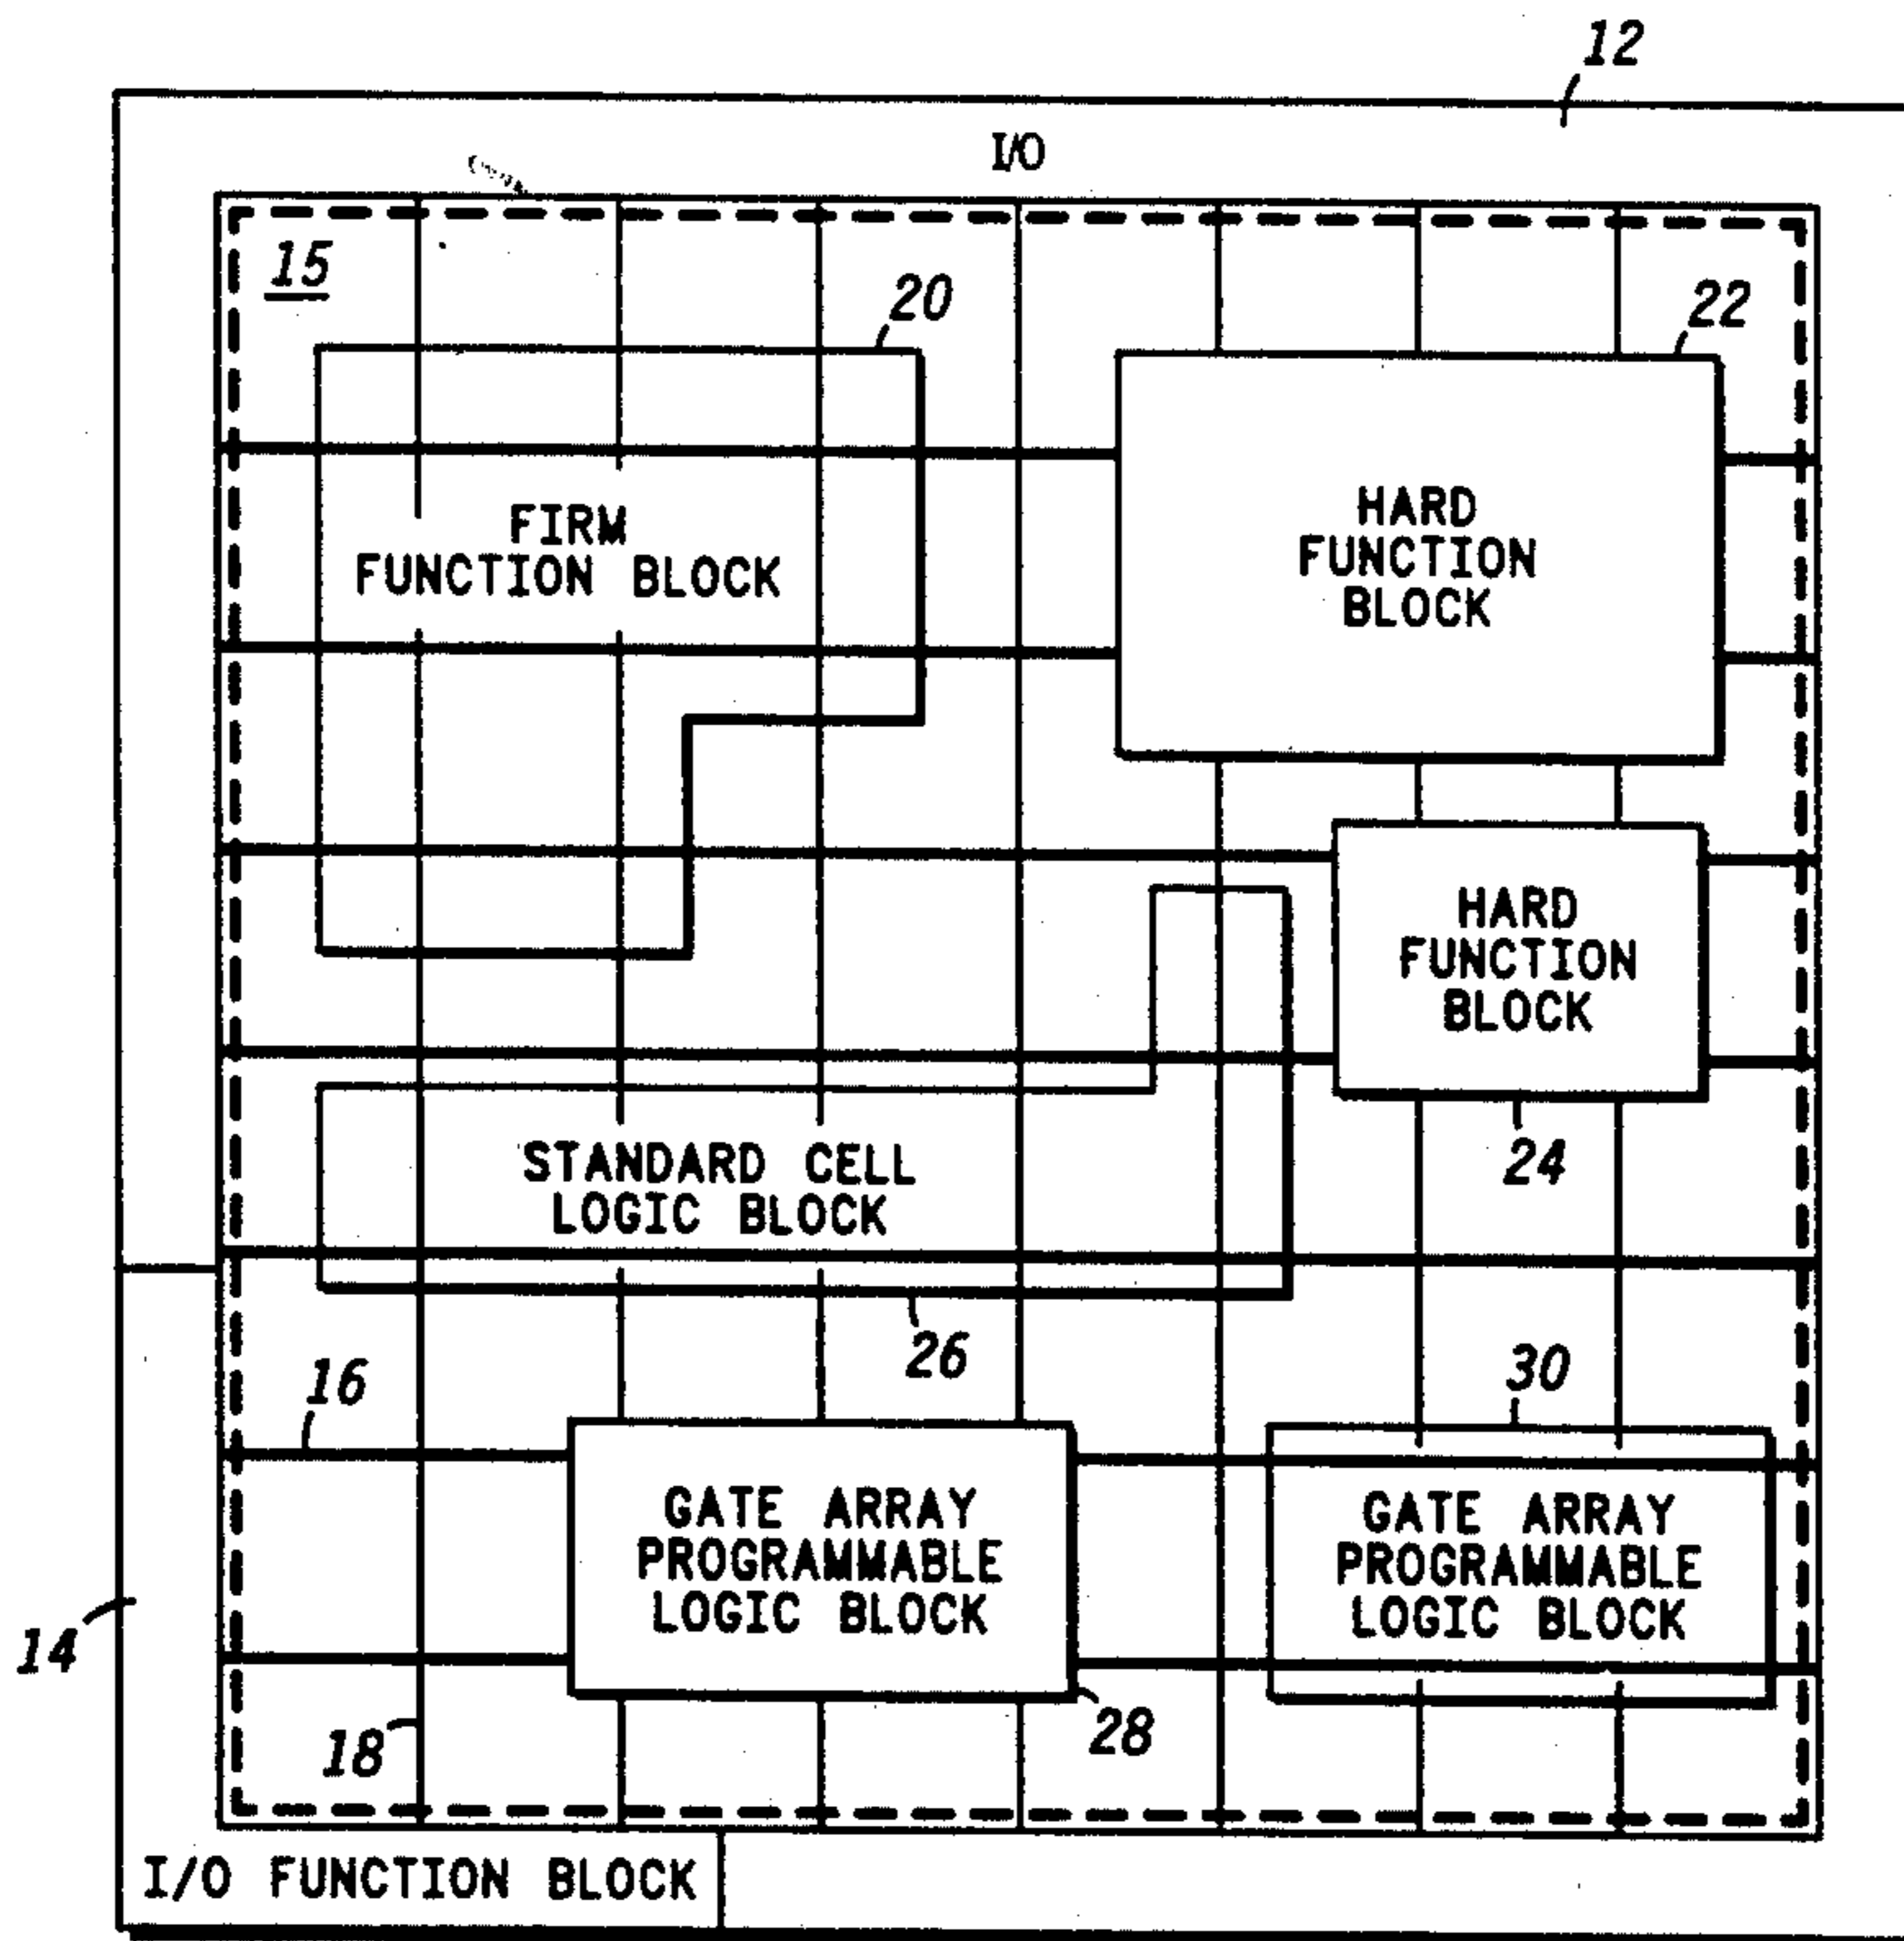 12
I/O
15
20
22
FIRM
FUNCTION BLOCK
HARD
FUNCTION
BLOCK
HARD
FUNCTION
BLOCK
24
STANDARD CELL
LOGIC BLOCK
26
16
30
GATE ARRAY
PROGRAMMABLE
LOGIC BLOCK
GATE ARRAY
PROGRAMMABLE
LOGIC BLOCK
14
18
28
I/O FUNCTION BLOCK